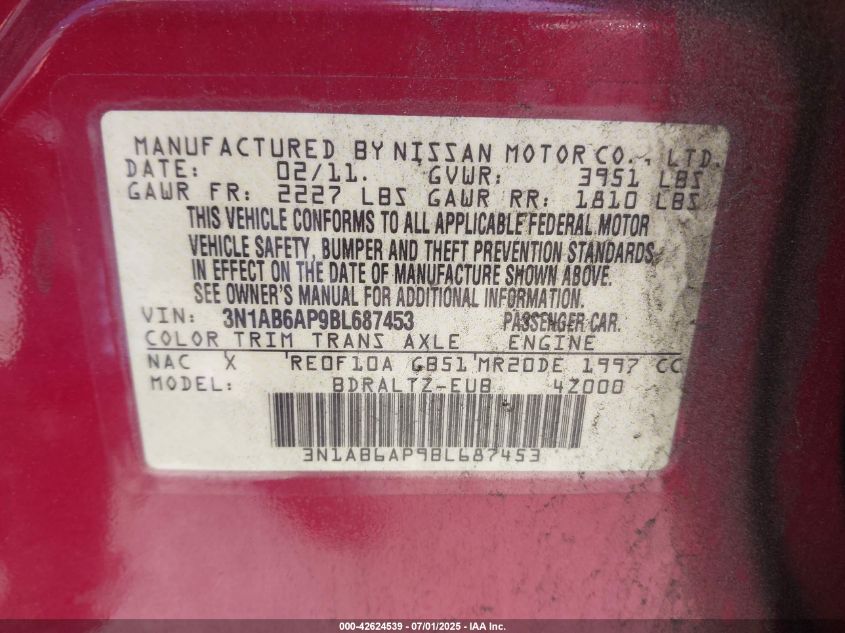 MANUFACTURED BY NISSAN MOTOR CO., LTD.
DATE: 02/11. GVWR: 3951 LBS
GAWR FR: 2227 LBS GAWR RR: 1810 LBS
THIS VEHICLE CONFORMS TO ALL APPLICABLE FEDERAL MOTOR
VEHICLE SAFETY, BUMPER AND THEFT PREVENTION STANDARDS
IN EFFECT ON THE DATE OF MANUFACTURE SHOWN ABOVE.
SEE OWNER'S MANUAL FOR ADDITIONAL INFORMATION.
VIN: 3N1AB6AP9BL687453 PASSENGER CAR.
COLOR TRIM TRANS AXLE ENGINE
NAC X RE0F10A GB51 MR20DE 1997 CC
MODEL: BDRALTZ-EUB 4Z000
3N1AB6AP9BL687453
000-42624539 - 07/01/2025 - IAA Inc.